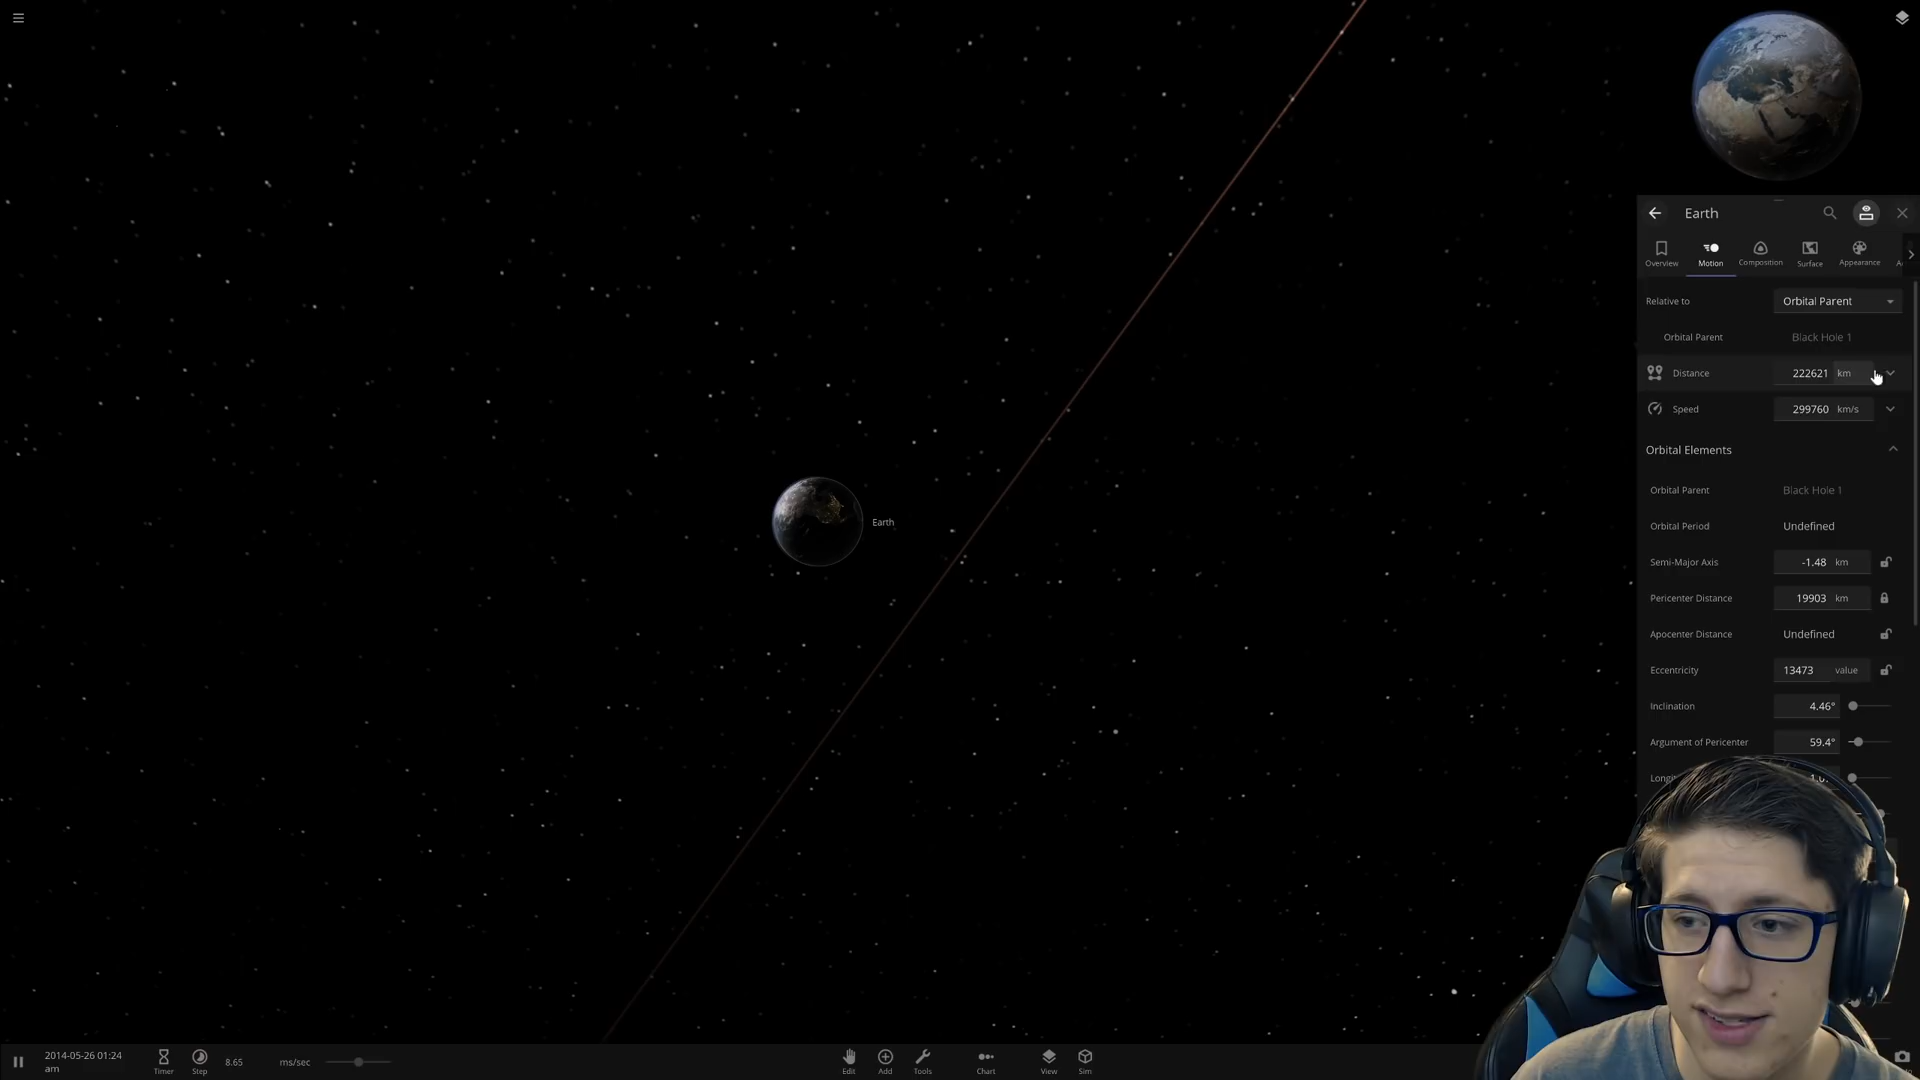 Earth
Overview
Motion
Composition
Surface
Appearance
Relative to
Orbital Parent
Orbital Parent
Black Hole 1
Distance
222621 km
Speed
299760 km/s
Orbital Elements
Orbital Parent
Black Hole 1
Orbital Period
Undefined
Semi-Major Axis
-1.48 km
Pericenter Distance
19903 km
Apocenter Distance
Undefined
Eccentricity
13473 value
Inclination
4.46°
Argument of Pericenter
59.4°
Earth
2014-05-26 01:24
am
Timer
Step
8.65
ms/sec
Edit
Add
Tools
Chart
View
Sim